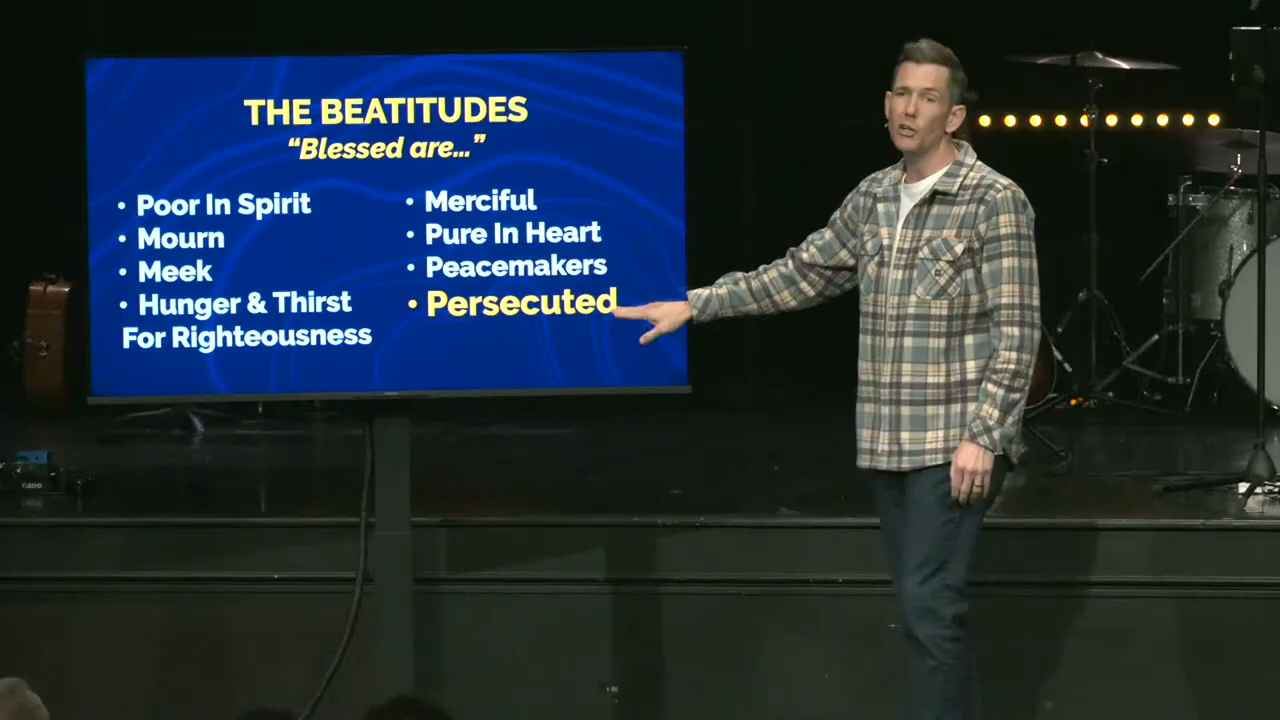 THE BEATITUDES
“Blessed are...”
• Poor In Spirit
• Mourn
• Meek
• Hunger & Thirst
For Righteousness
• Merciful
• Pure In Heart
• Peacemakers
• Persecuted
nano